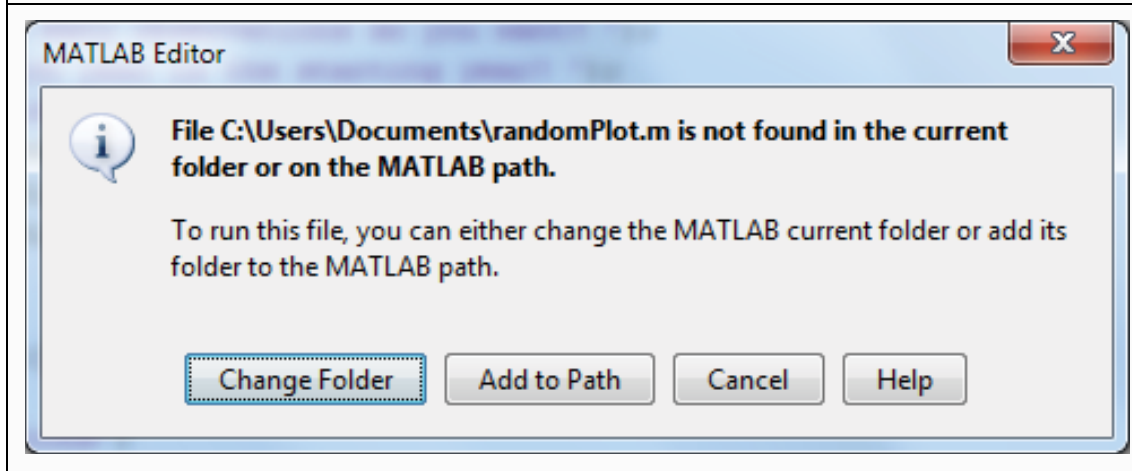 MATLAB Editor
File C:\Users\Documents\randomPlot.m is not found in the current
folder or on the MATLAB path.
To run this file, you can either change the MATLAB current folder or add its
folder to the MATLAB path.
Change Folder
Add to Path
Cancel
Help